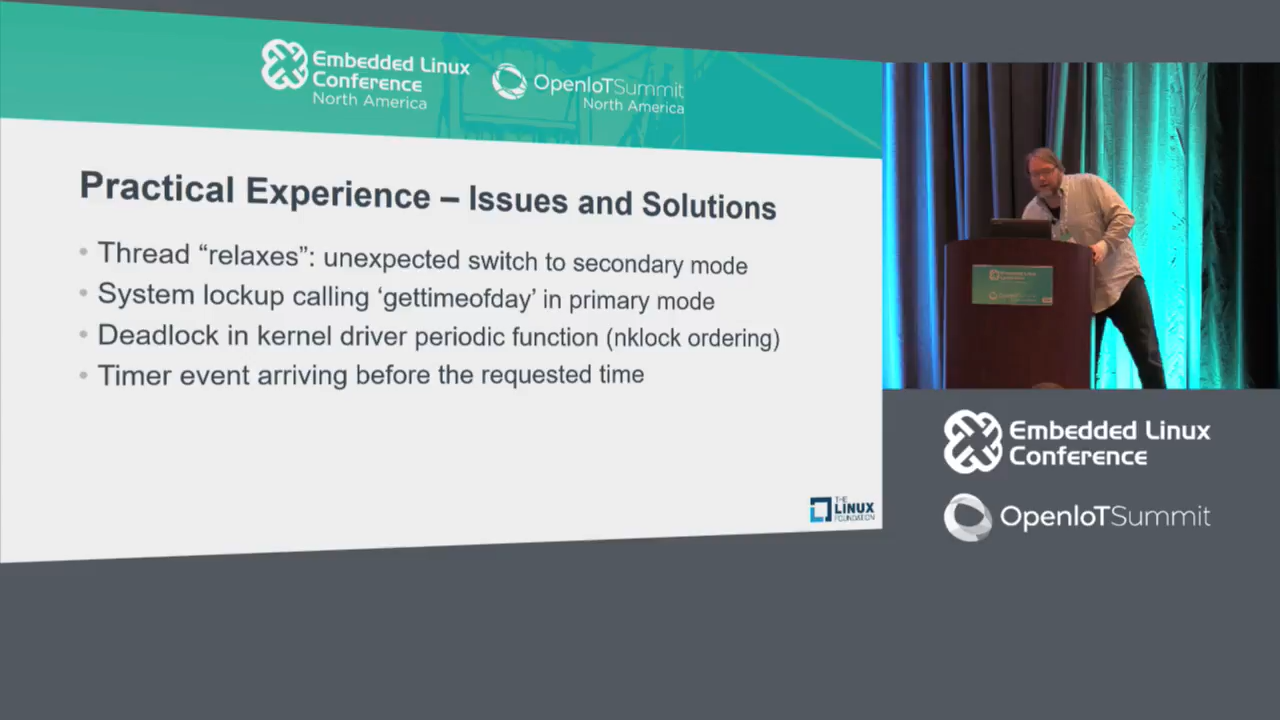 Embedded Linux
Conference
North America
OpenIoTSummit
North America
Practical Experience – Issues and Solutions
• Thread “relaxes”: unexpected switch to secondary mode
• System lockup calling ‘gettimeofday’ in primary mode
• Deadlock in kernel driver periodic function (nklock ordering)
• Timer event arriving before the requested time
THE
LINUX
FOUNDATION
Embedded Linux
Conference
OpenIoTSummit